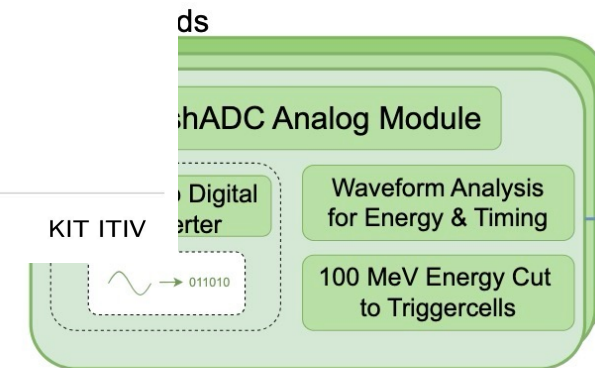 ds
shADC Analog Module
Digital
erter
011010
Waveform Analysis
for Energy & Timing
100 MeV Energy Cut
to Triggercells
KIT ITIV